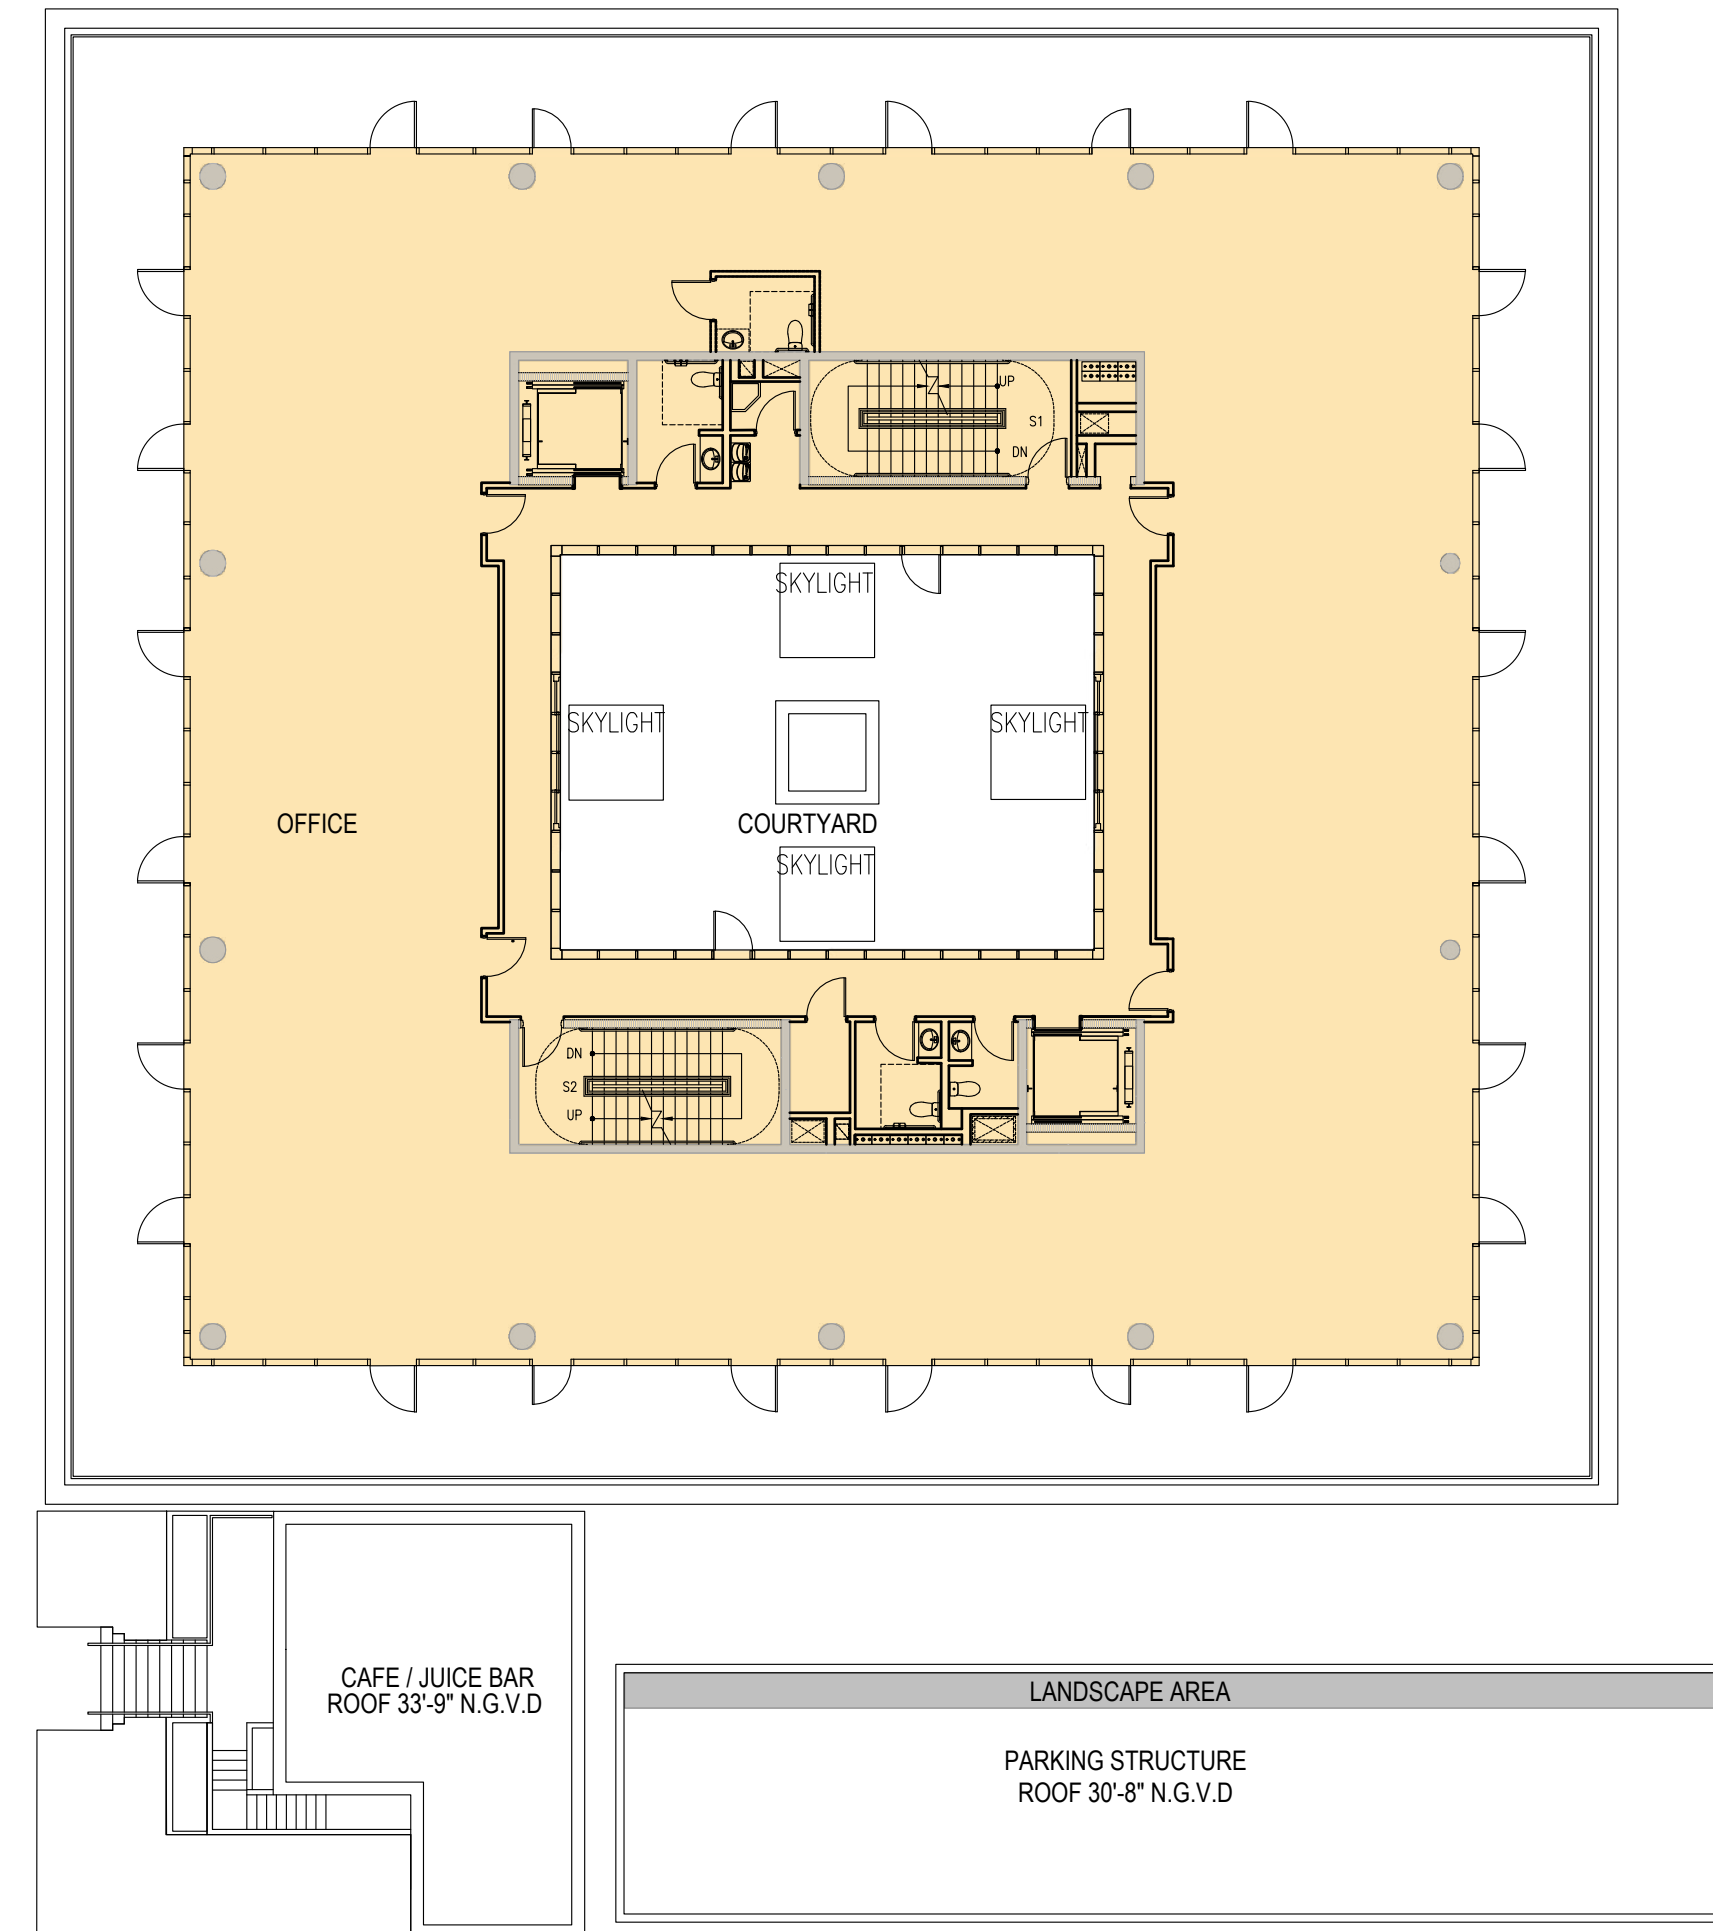 UP
S1
DN
SKYLIGHT
SKYLIGHT
SKYLIGHT
OFFICE
COURTYARD
SKYLIGHT
DN
S2
UP
CAFE / JUICE BAR
ROOF 33'-9" N.G.V.D
LANDSCAPE AREA
PARKING STRUCTURE
ROOF 30'-8" N.G.V.D